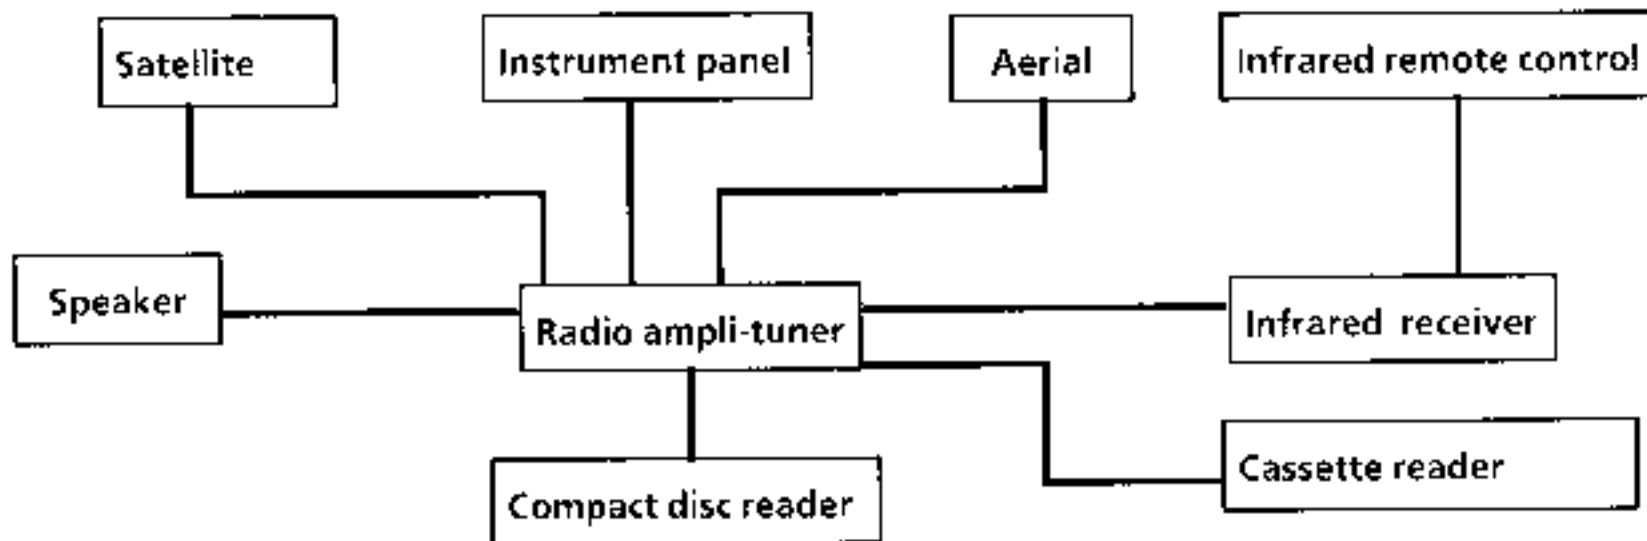 Satellite
Instrument panel
Aerial
Infrared remote control
Speaker
Radio ampli-tuner
Infrared receiver
Cassette reader
Compact disc reader